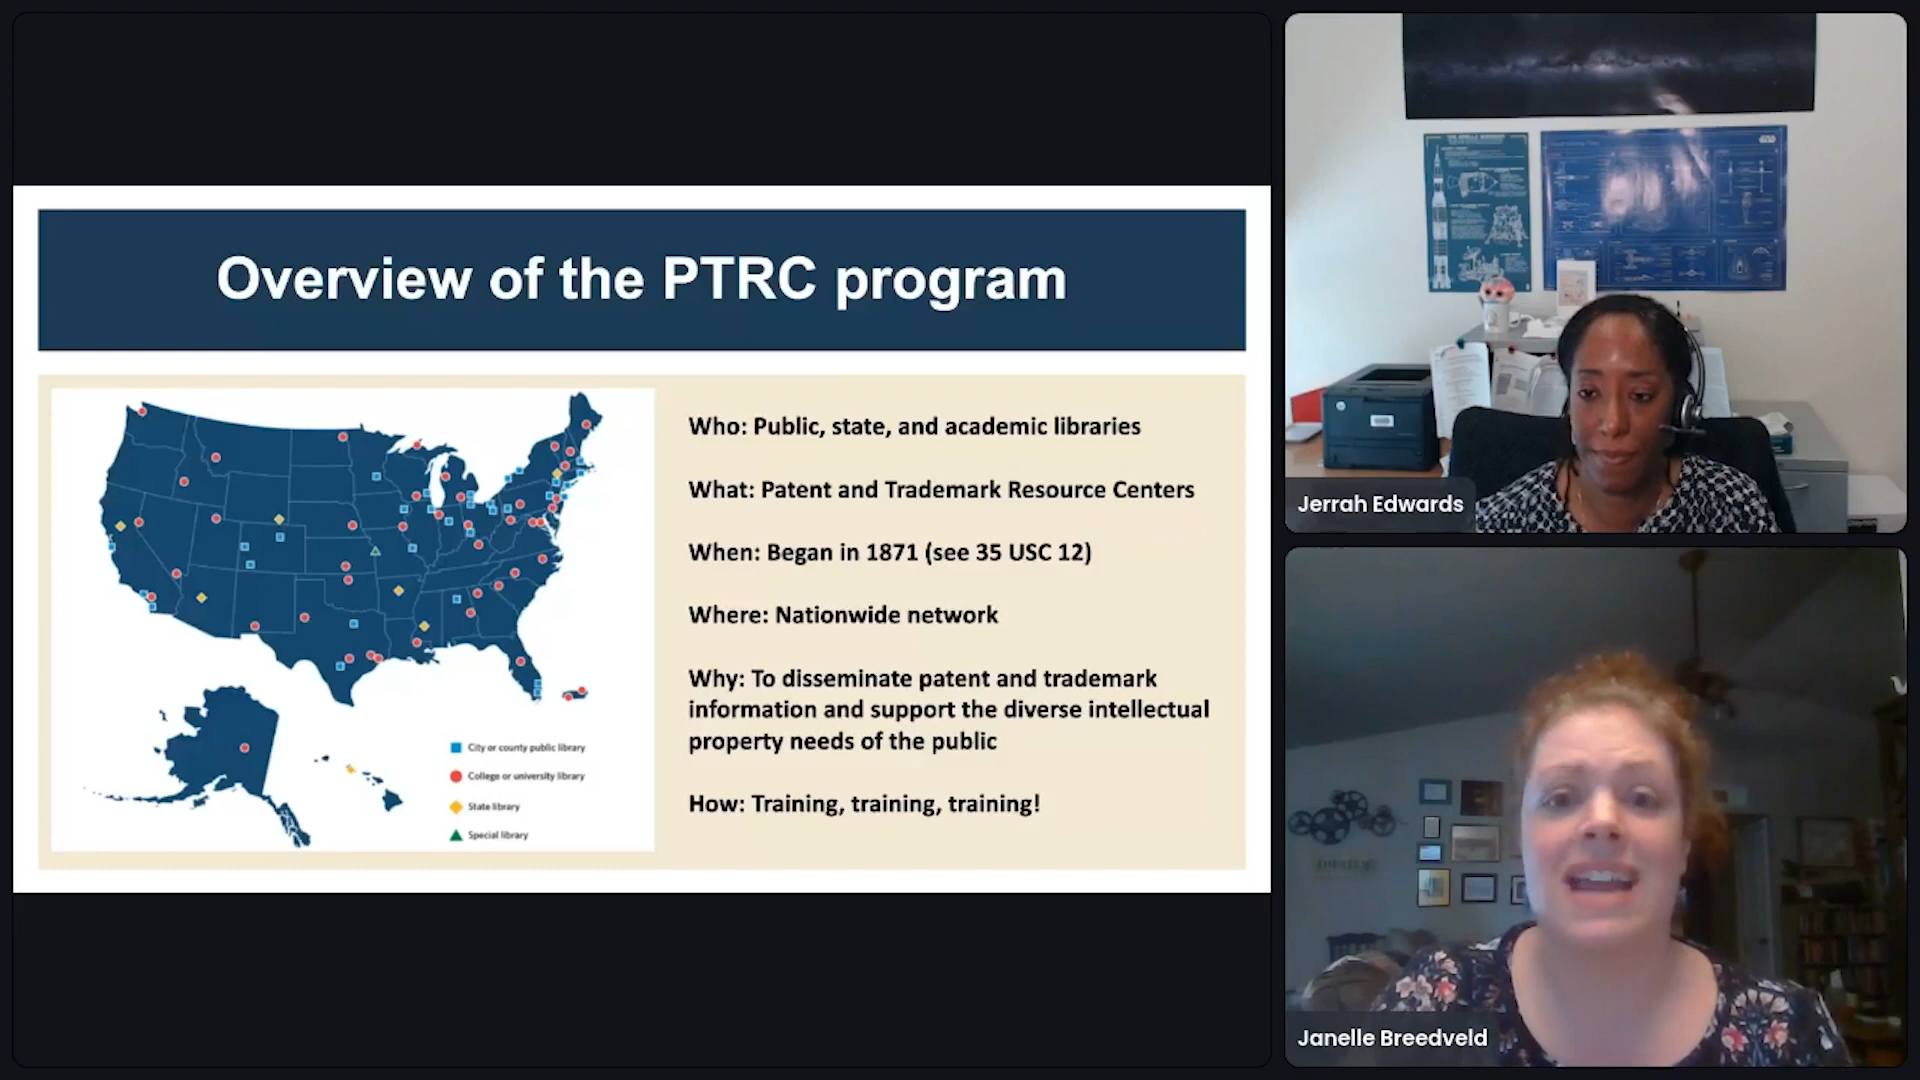 Overview of the PTRC program
Who: Public, state, and academic libraries
What: Patent and Trademark Resource Centers
When: Began in 1871 (see 35 USC 12)
Where: Nationwide network
Why: To disseminate patent and trademark
information and support the diverse intellectual
property needs of the public
How: Training, training, training!
City or county public library
College or university library
State library
Special library
Jerrah Edwards
Janelle Breedveld